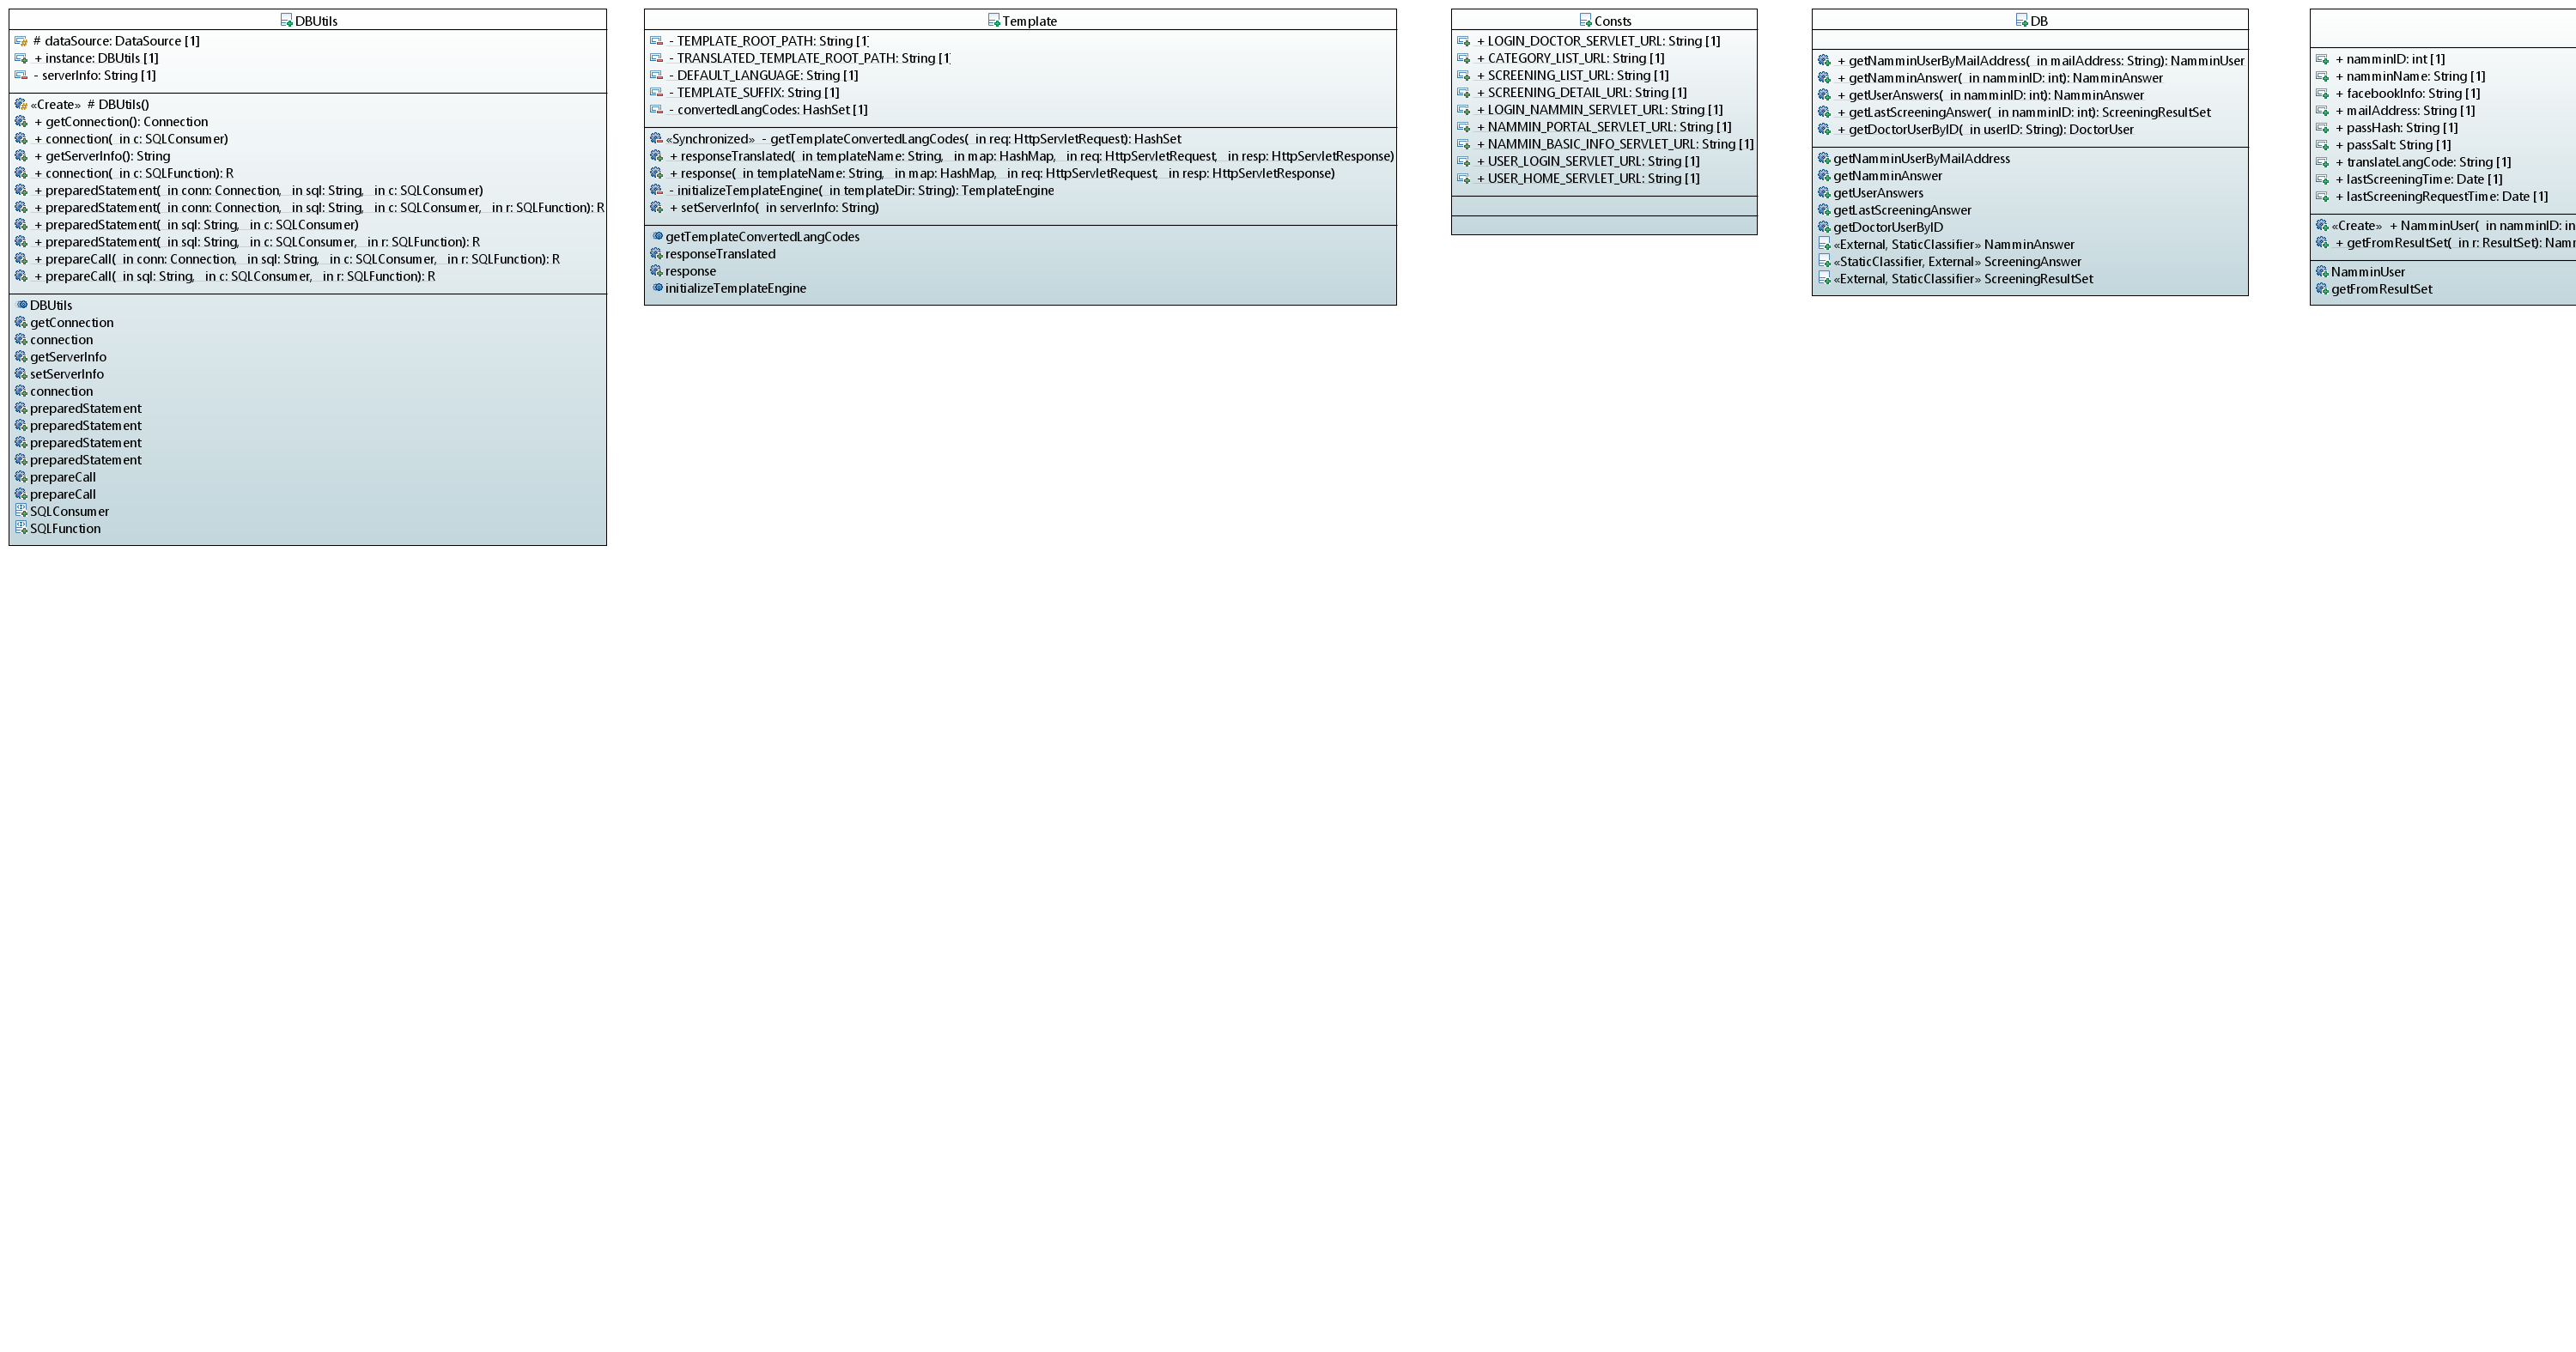 DBUtils
# dataSource: DataSource [1]
+ instance: DBUtils [1]
- serverInfo: String [1]
«Create» # DBUtils()
+ getConnection(): Connection
+ connection( in c: SQLConsumer)
+ getServerInfo(): String
+ connection( in c: SQLFunction): R
+ preparedStatement( in conn: Connection, in sql: String, in c: SQLConsumer)
+ preparedStatement( in conn: Connection, in sql: String, in c: SQLConsumer, in r: SQLFunction): R
+ preparedStatement( in sql: String, in c: SQLConsumer)
+ preparedStatement( in sql: String, in c: SQLConsumer, in r: SQLFunction): R
+ prepareCall( in conn: Connection, in sql: String, in c: SQLConsumer, in r: SQLFunction): R
+ prepareCall( in sql: String, in c: SQLConsumer, in r: SQLFunction): R
DBUtils
getConnection
connection
getServerInfo
setServerInfo
connection
preparedStatement
preparedStatement
preparedStatement
preparedStatement
prepareCall
prepareCall
SQLConsumer
SQLFunction
Template
- TEMPLATE_ROOT_PATH: String [1]
- TRANSLATED_TEMPLATE_ROOT_PATH: String [1]
- DEFAULT_LANGUAGE: String [1]
- TEMPLATE_SUFFIX: String [1]
- convertedLangCodes: HashSet [1]
«Synchronized» - getTemplateConvertedLangCodes( in req: HttpServletRequest): HashSet
+ responseTranslated( in templateName: String, in map: HashMap, in req: HttpServletRequest, in resp: HttpServletResponse)
+ response( in templateName: String, in map: HashMap, in req: HttpServletRequest, in resp: HttpServletResponse)
- initializeTemplateEngine( in templateDir: String): TemplateEngine
+ setServerInfo( in serverInfo: String)
getTemplateConvertedLangCodes
responseTranslated
response
initializeTemplateEngine
Consts
+ LOGIN_DOCTOR_SERVLET_URL: String [1]
+ CATEGORY_LIST_URL: String [1]
+ SCREENING_LIST_URL: String [1]
+ SCREENING_DETAIL_URL: String [1]
+ LOGIN_NAMMIN_SERVLET_URL: String [1]
+ NAMMIN_PORTAL_SERVLET_URL: String [1]
+ NAMMIN_BASIC_INFO_SERVLET_URL: String [1]
+ USER_LOGIN_SERVLET_URL: String [1]
+ USER_HOME_SERVLET_URL: String [1]
DB
+ getNamminUserByMailAddress( in mailAddress: String): NamminUser
+ getNamminAnswer( in namminID: int): NamminAnswer
+ getUserAnswers( in namminID: int): NamminAnswer
+ getLastScreeningAnswer( in namminID: int): ScreeningResultSet
+ getDoctorUserByID( in userID: String): DoctorUser
getNamminUserByMailAddress
getNamminAnswer
getUserAnswers
getLastScreeningAnswer
getDoctorUserByID
«External, StaticClassifier» NamminAnswer
«StaticClassifier, External» ScreeningAnswer
«External, StaticClassifier» ScreeningResultSet
+ namminID: int [1]
+ namminName: String [1]
+ facebookInfo: String [1]
+ mailAddress: String [1]
+ passHash: String [1]
+ passSalt: String [1]
+ translateLangCode: String [1]
+ lastScreeningTime: Date [1]
+ lastScreeningRequestTime: Date [1]
«Create» + NamminUser( in namminID: in
+ getFromResultSet( in r: ResultSet): Nam
NamminUser
getFromResultSet